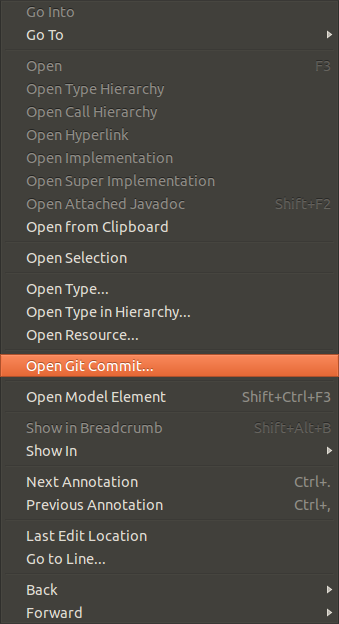 Go Into
Go To
Open F3
Open Type Hierarchy
Open Call Hierarchy
Open Hyperlink
Open Implementation
Open Super Implementation
Open Attached Javadoc Shift+F2
Open from Clipboard
Open Selection
Open Type...
Open Type in Hierarchy...
Open Resource...
Open Git Commit...
Open Model Element Shift+Ctrl+F3
Show in Breadcrumb Shift+Alt+B
Show In
Next Annotation Ctrl+.
Previous Annotation Ctrl+,
Last Edit Location
Go to Line...
Back
Forward